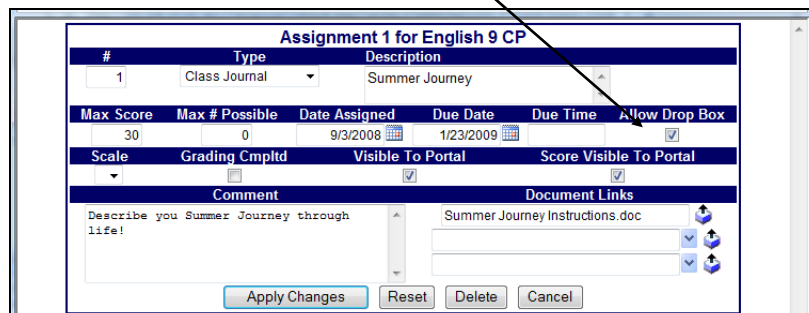 Assignment 1 for English 9 CP
# Type Description
1 Class Journal Summer Journey
Max Score Max # Possible Date Assigned Due Date Due Time Allow Drop Box
30 0 9/3/2008 1/23/2009
Scale Grading Cmpltd Visible To Portal Score Visible To Portal
Comment Document Links
Describe you Summer Journey through Summer Journey Instructions.doc
life!
Apply Changes Reset Delete Cancel